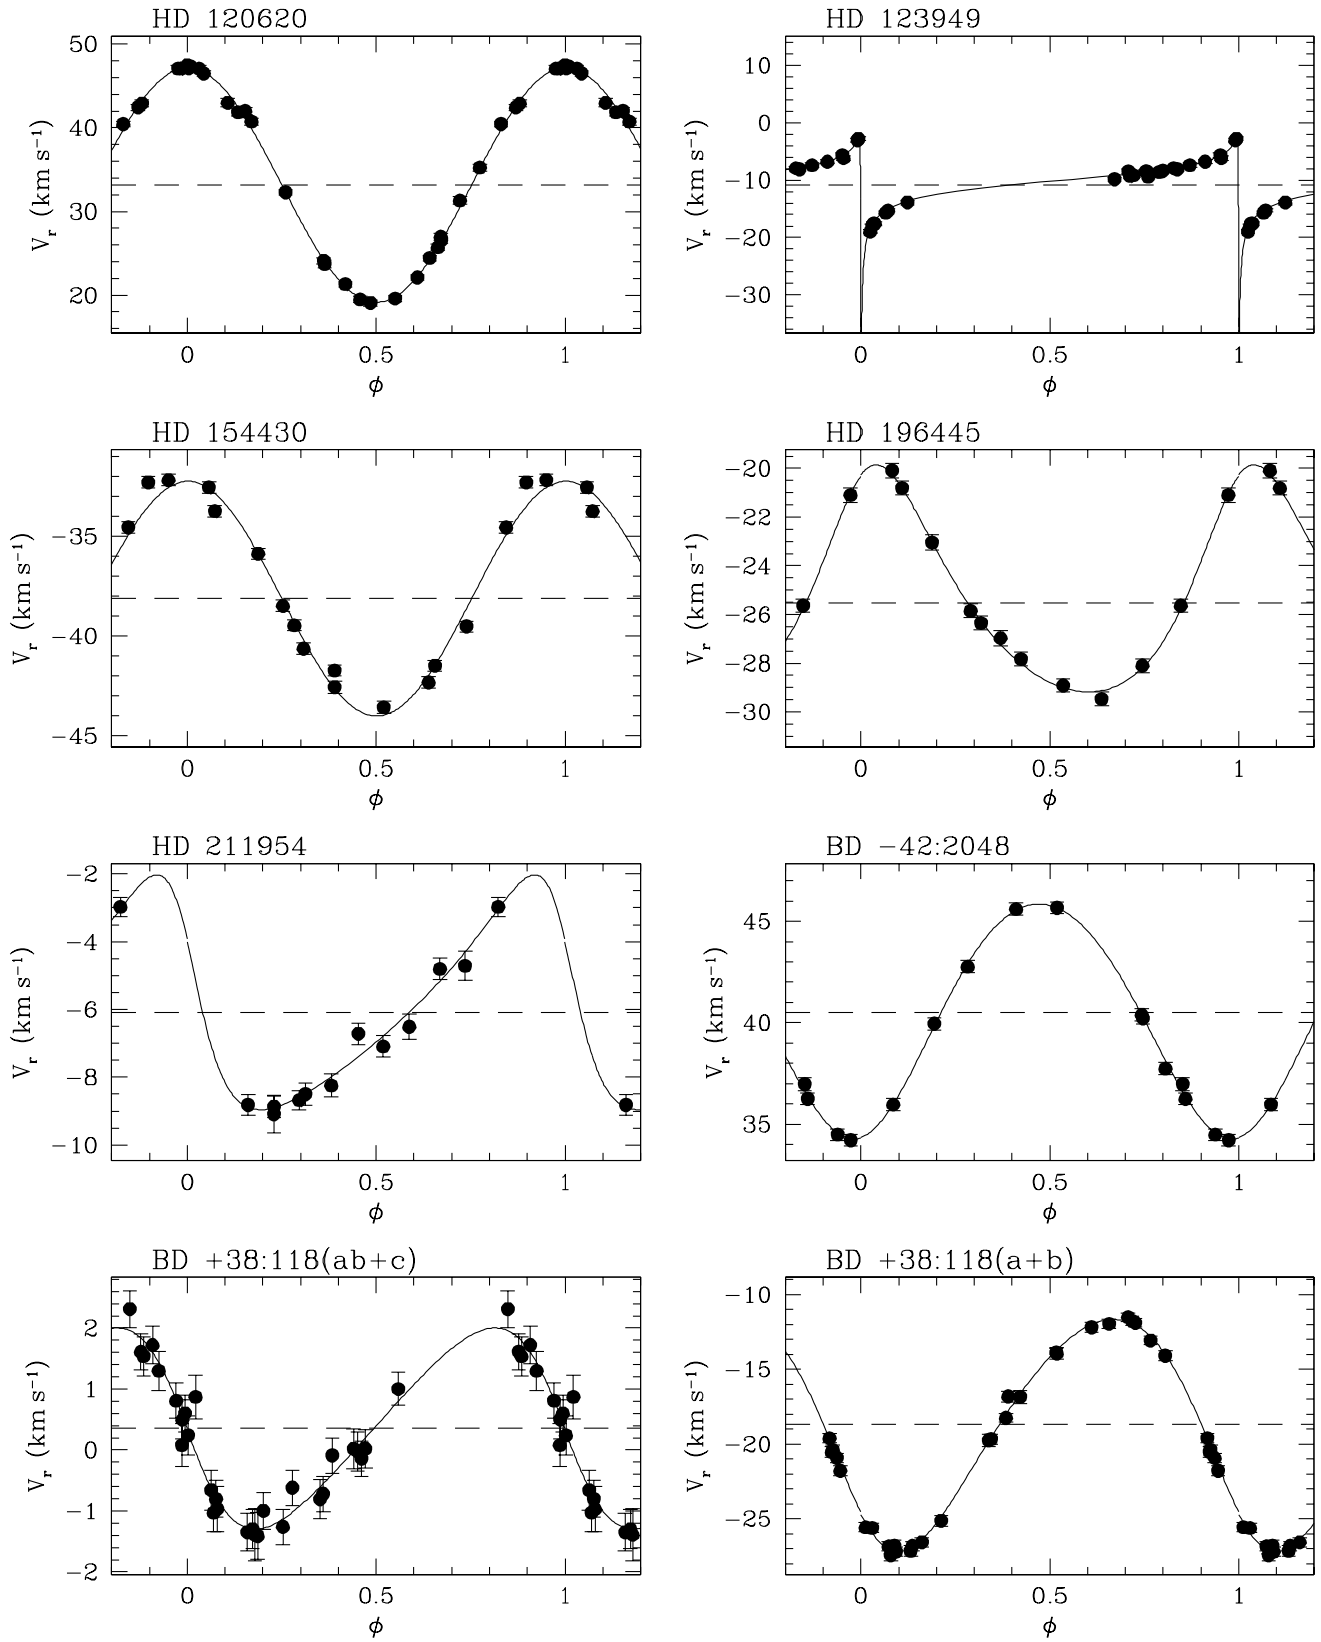 HD 120620
50
40
30
20
V_r (km s⁻¹)
0 0.5 1
φ
HD 123949
10
0
−10
−20
−30
V_r (km s⁻¹)
0 0.5 1
φ
HD 154430
−35
−40
−45
V_r (km s⁻¹)
0 0.5 1
φ
HD 196445
−20
−22
−24
−26
−28
−30
V_r (km s⁻¹)
0 0.5 1
φ
HD 211954
−2
−4
−6
−8
−10
V_r (km s⁻¹)
0 0.5 1
φ
BD −42:2048
45
40
35
V_r (km s⁻¹)
0 0.5 1
φ
BD +38:118(ab+c)
2
1
0
−1
−2
V_r (km s⁻¹)
0 0.5 1
φ
BD +38:118(a+b)
−10
−15
−20
−25
V_r (km s⁻¹)
0 0.5 1
φ